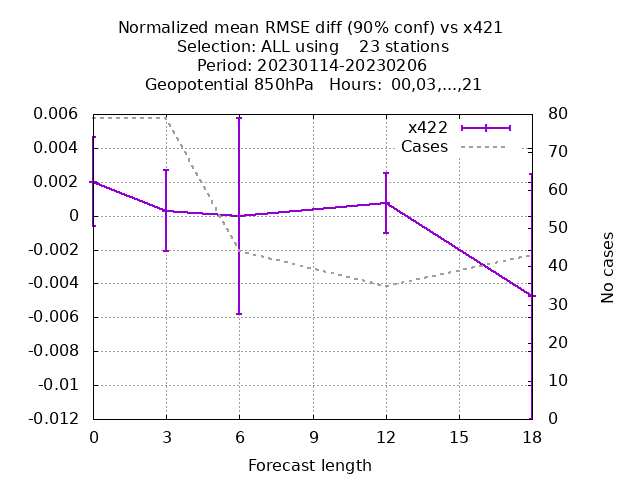 Normalized mean RMSE diff (90% conf) vs x421
Selection: ALL using    23 stations
Period: 20230114-20230206
Geopotential 850hPa   Hours:  00,03,...,21
x422
Cases
0.006
0.004
0.002
0
-0.002
-0.004
-0.006
-0.008
-0.01
-0.012
80
70
60
50
40
30
20
10
0
No cases
0 3 6 9 12 15 18
Forecast length